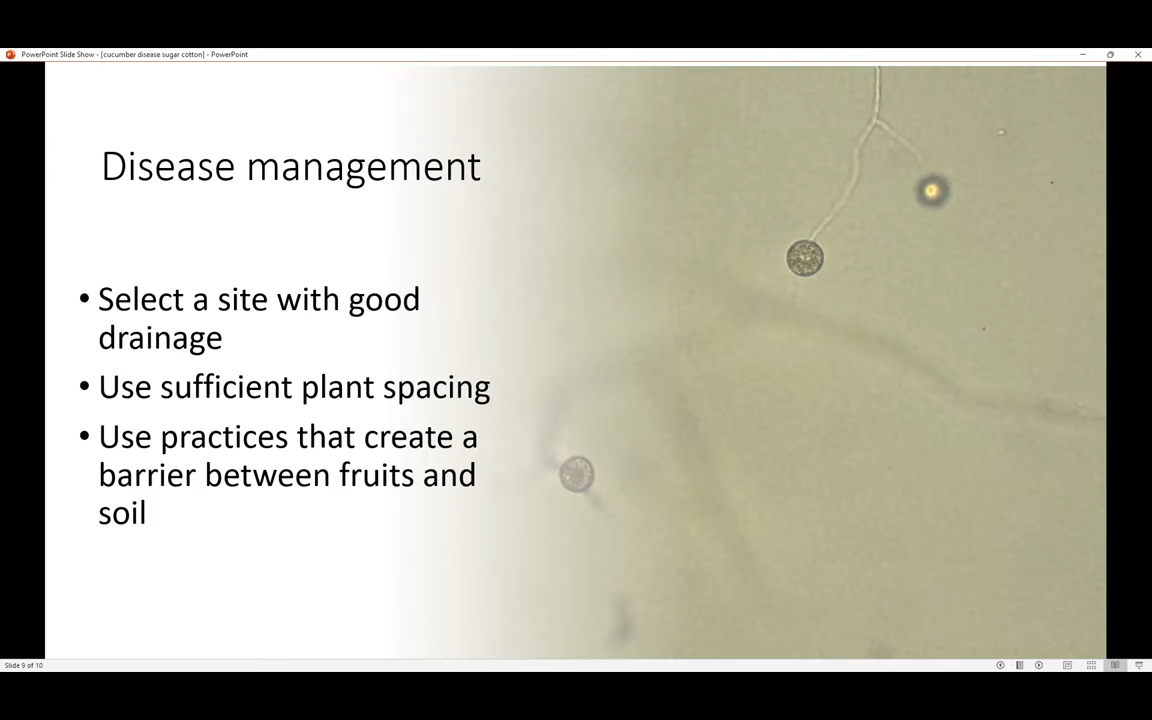 PowerPoint Slide Show - [cucumber disease sugar cotton] - PowerPoint
Disease management
• Select a site with good
drainage
• Use sufficient plant spacing
• Use practices that create a
barrier between fruits and
soil
Slide 9 of 10